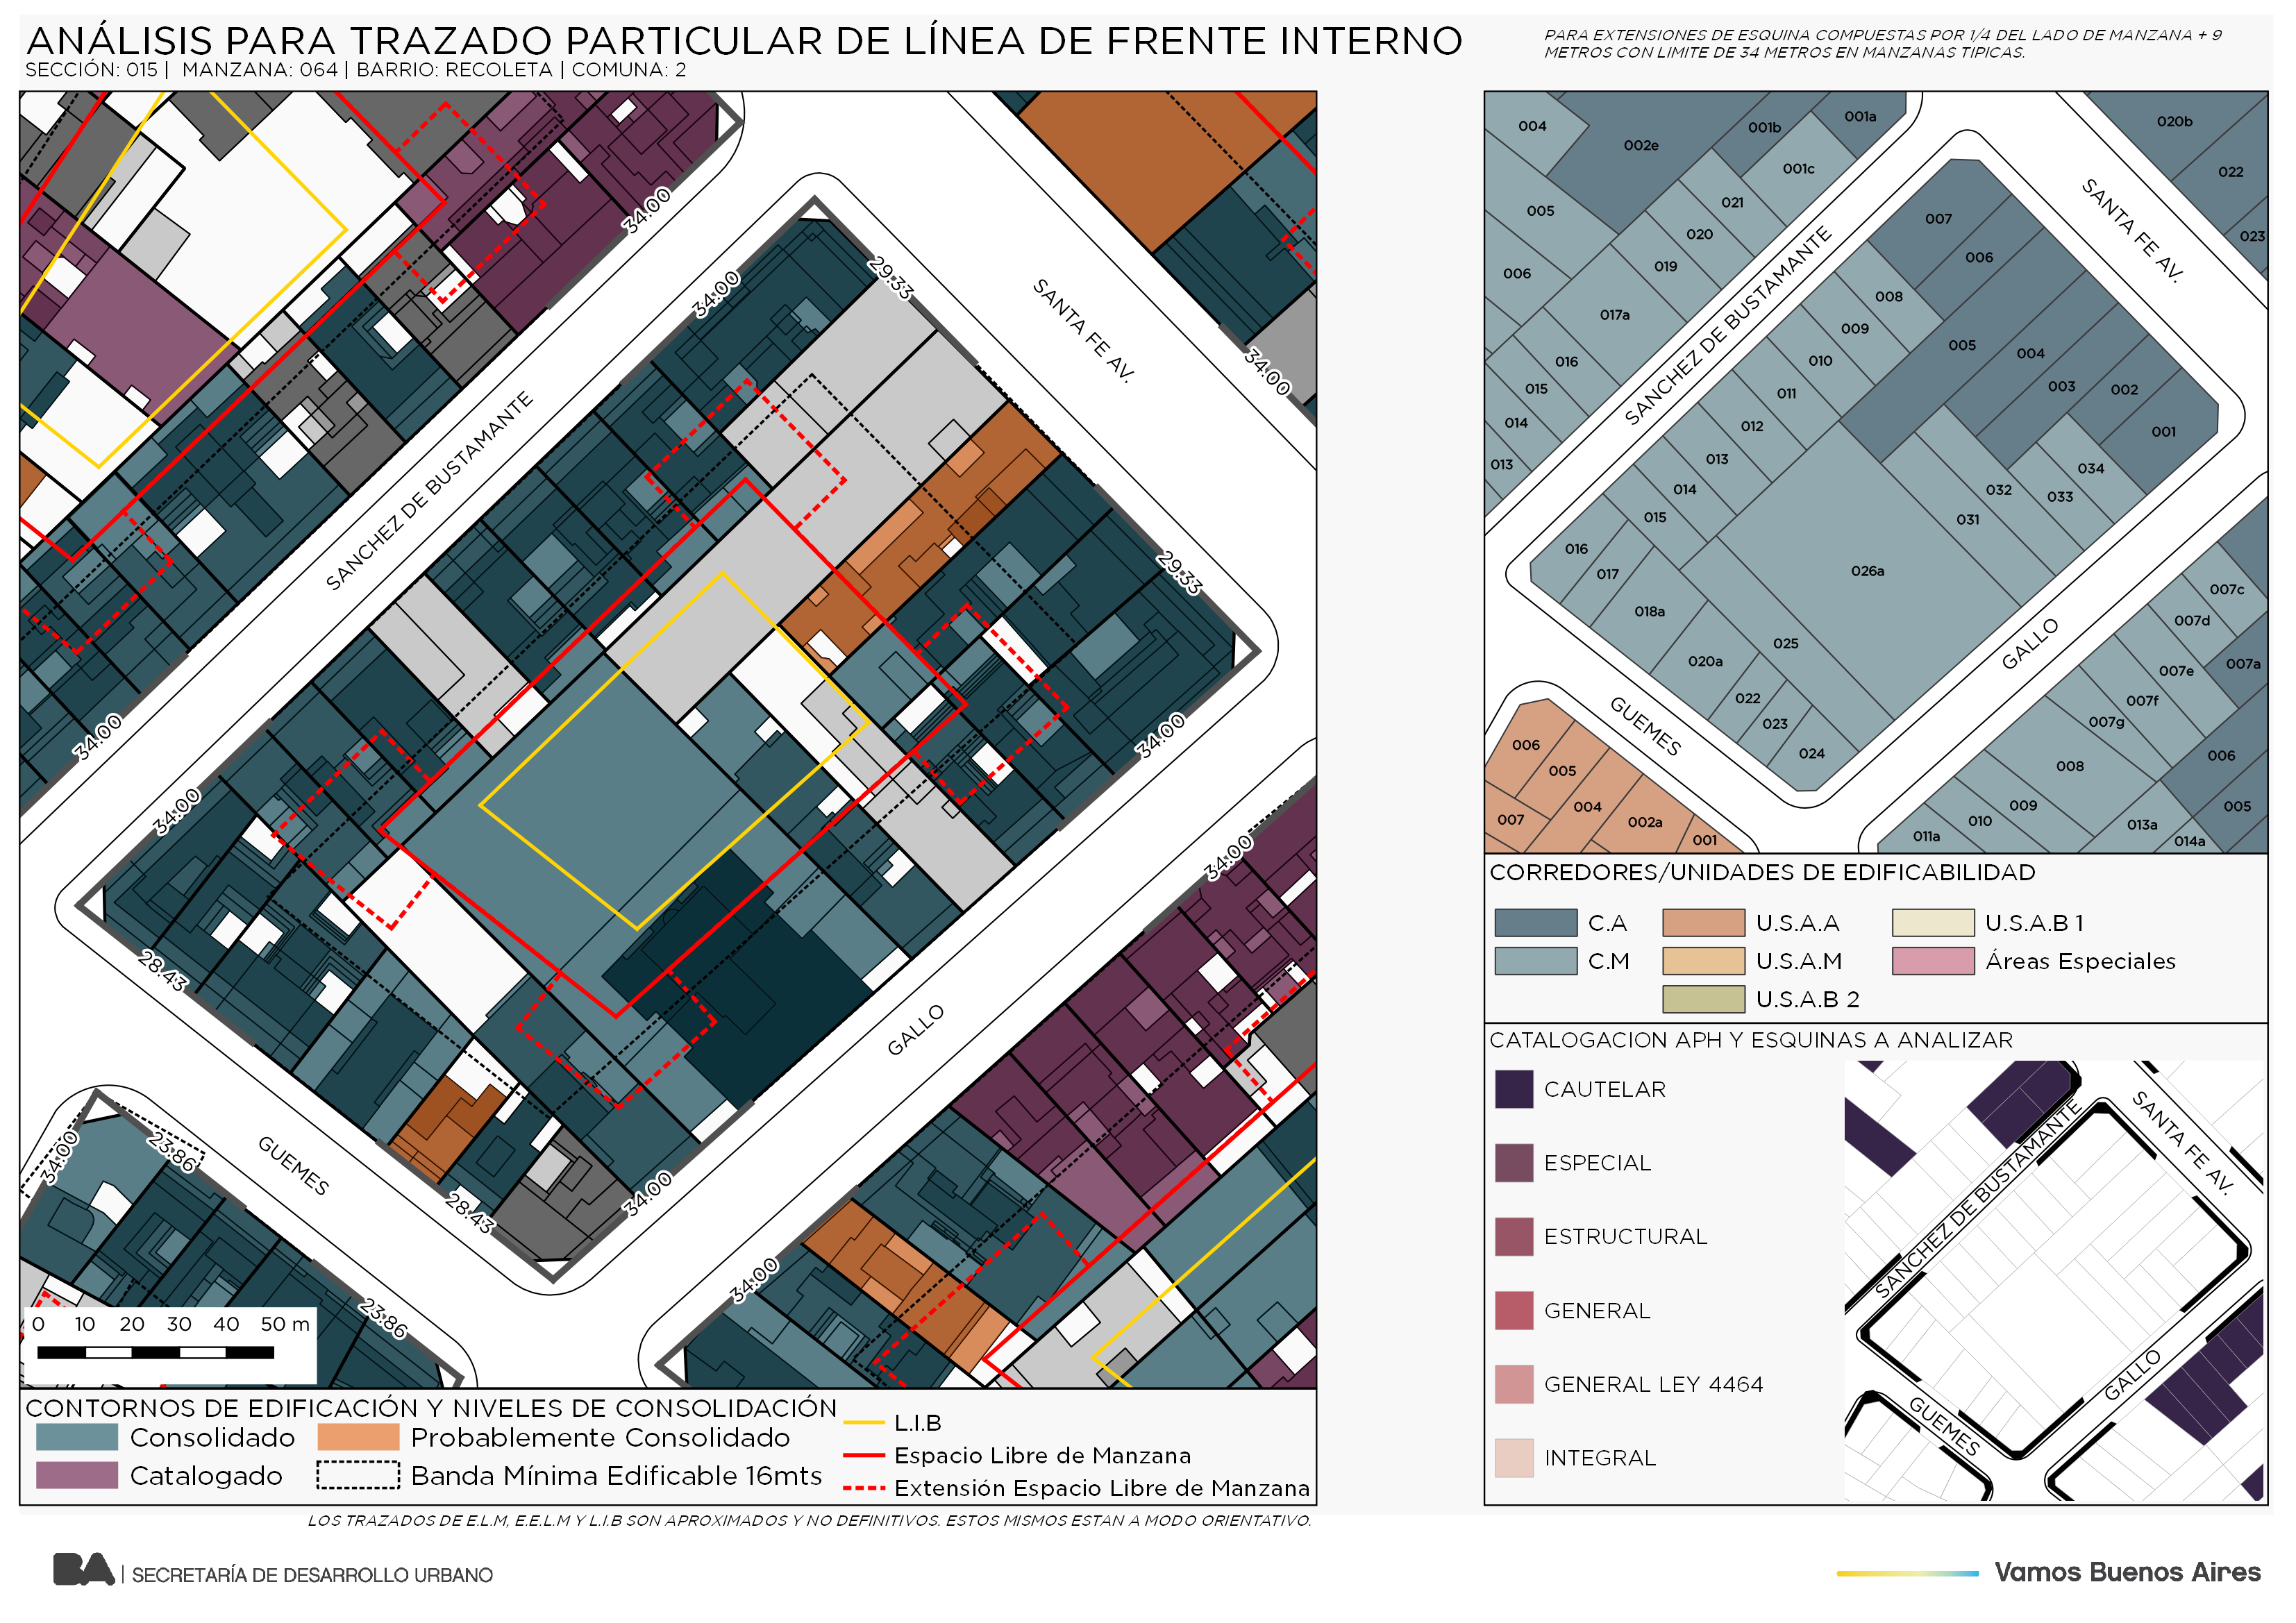 ANÁLISIS PARA TRAZADO PARTICULAR DE LÍNEA DE FRENTE INTERNO
SECCIÓN: 015 | MANZANA: 064 | BARRIO: RECOLETA | COMUNA: 2
PARA EXTENSIONES DE ESQUINA COMPUESTAS POR 1/4 DEL LADO DE MANZANA + 9
METROS CON LIMITE DE 34 METROS EN MANZANAS TIPICAS.
34:00
34:00
29.33
SANTA FE AV.
34:00
SANCHEZ DE BUSTAMANTE
29.33
34:00
34:00
34:00
34:00
28.43
GALLO
34:00
23:86
GUEMES
28.43
34:00
34:00
23:86
0 10 20 30 40 50 m
CONTORNOS DE EDIFICACIÓN Y NIVELES DE CONSOLIDACIÓN
Consolidado
Probablemente Consolidado
Catalogado
Banda Mínima Edificable 16mts
L.I.B
Espacio Libre de Manzana
Extensión Espacio Libre de Manzana
LOS TRAZADOS DE E.L.M, E.E.L.M Y L.I.B SON APROXIMADOS Y NO DEFINITIVOS. ESTOS MISMOS ESTAN A MODO ORIENTATIVO.
004
002e
001b
001a
020b
001c
022
005
021
007
SANTA FE AV.
020
023
006
019
006
008
017a
009
SANCHEZ DE BUSTAMANTE
005
004
016
010
003
002
015
011
014
012
001
013
013
034
014
032
033
015
031
016
017
026a
018a
007c
007d
025
GALLO
020a
007e
007a
022
007f
023
007g
GUEMES
024
006
005
008
006
004
009
005
007
002a
010
013a
001
011a
014a
CORREDORES/UNIDADES DE EDIFICABILIDAD
C.A
U.S.A.A
U.S.A.B 1
C.M
U.S.A.M
Áreas Especiales
U.S.A.B 2
CATALOGACION APH Y ESQUINAS A ANALIZAR
CAUTELAR
ESPECIAL
ESTRUCTURAL
GENERAL
GENERAL LEY 4464
INTEGRAL
SANTA FE AV.
SANCHEZ DE BUSTAMANTE
GALLO
GUEMES
BA | SECRETARÍA DE DESARROLLO URBANO
Vamos Buenos Aires